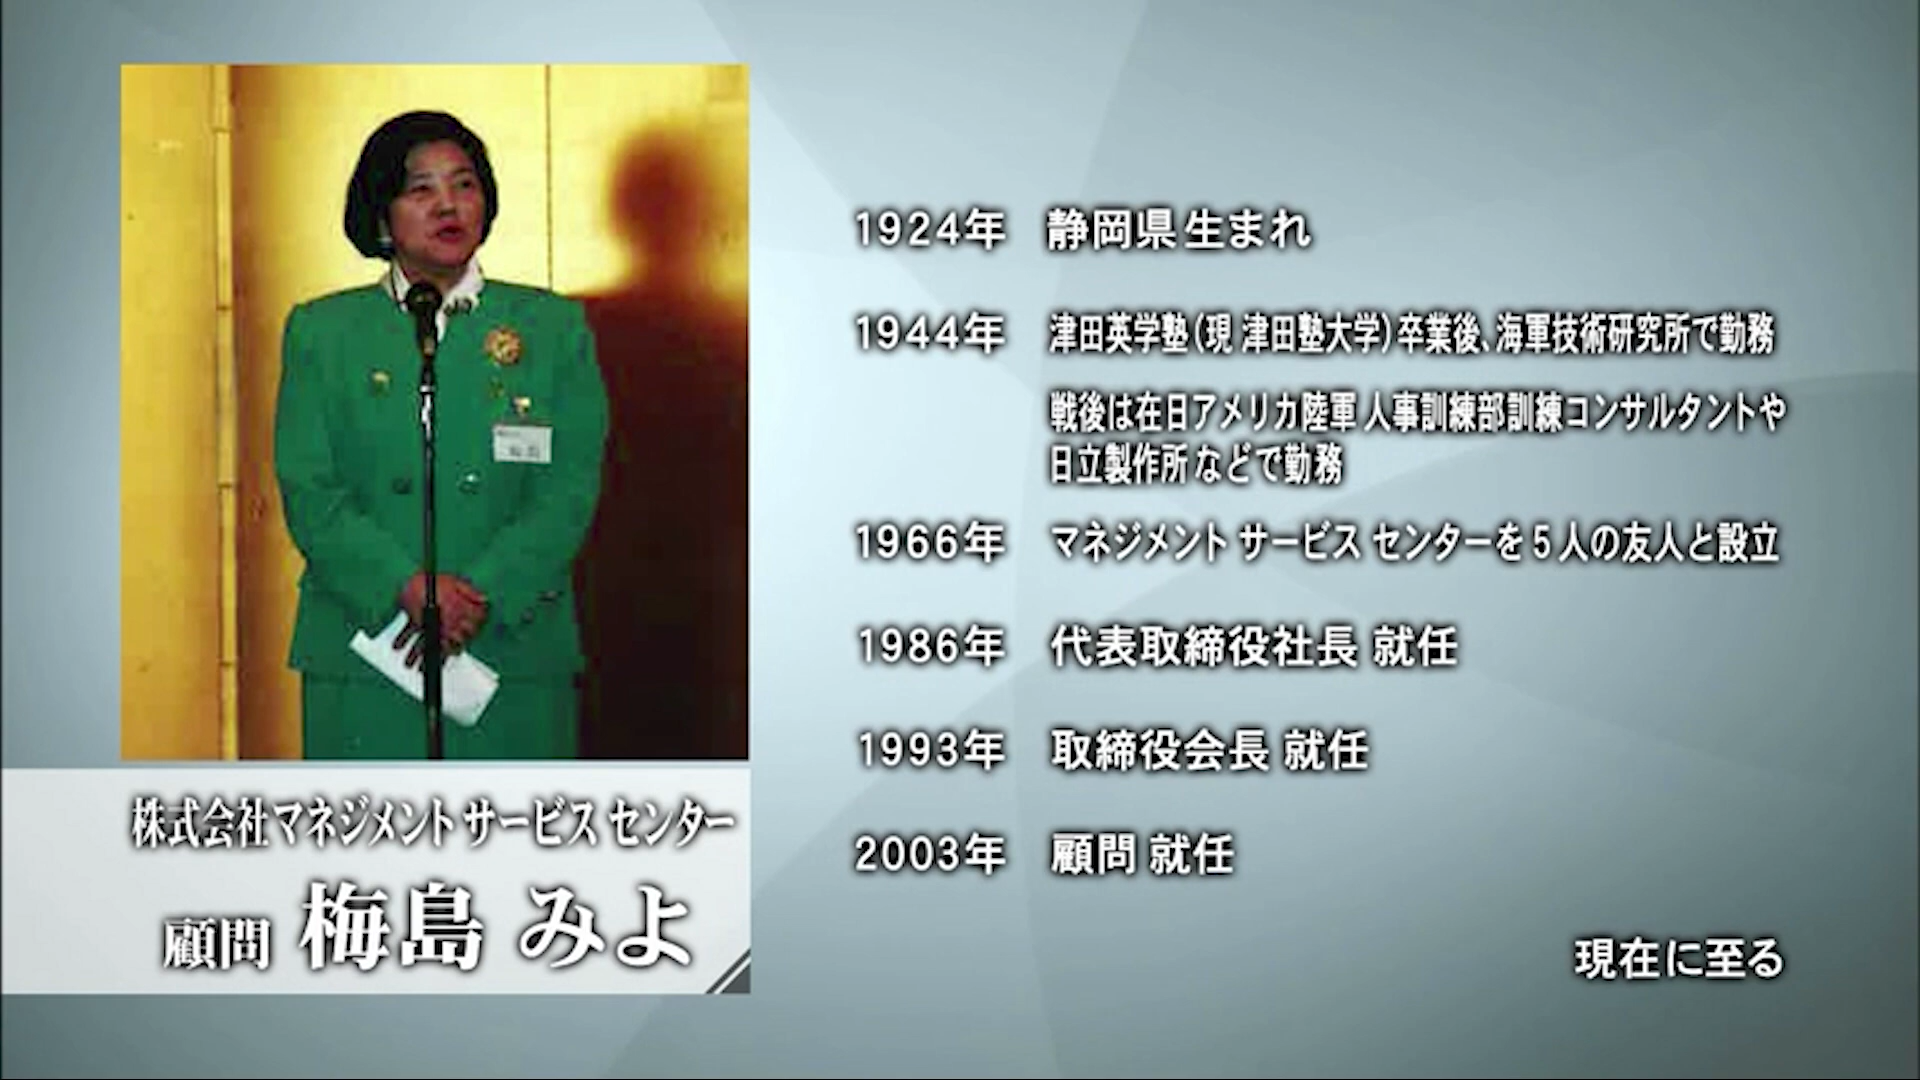 1924年 静岡県生まれ
1944年 津田英学塾(現 津田塾大学)卒業後、海軍技術研究所で勤務
戦後は在日アメリカ陸軍 人事訓練部訓練コンサルタントや
日立製作所 などで勤務
1966年 マネジメント サービス センターを5人の友人と設立
1986年 代表取締役社長 就任
1993年 取締役会長 就任
2003年 顧問 就任
現在に至る
株式会社マネジメント サービス センター
顧問 梅島 みよ